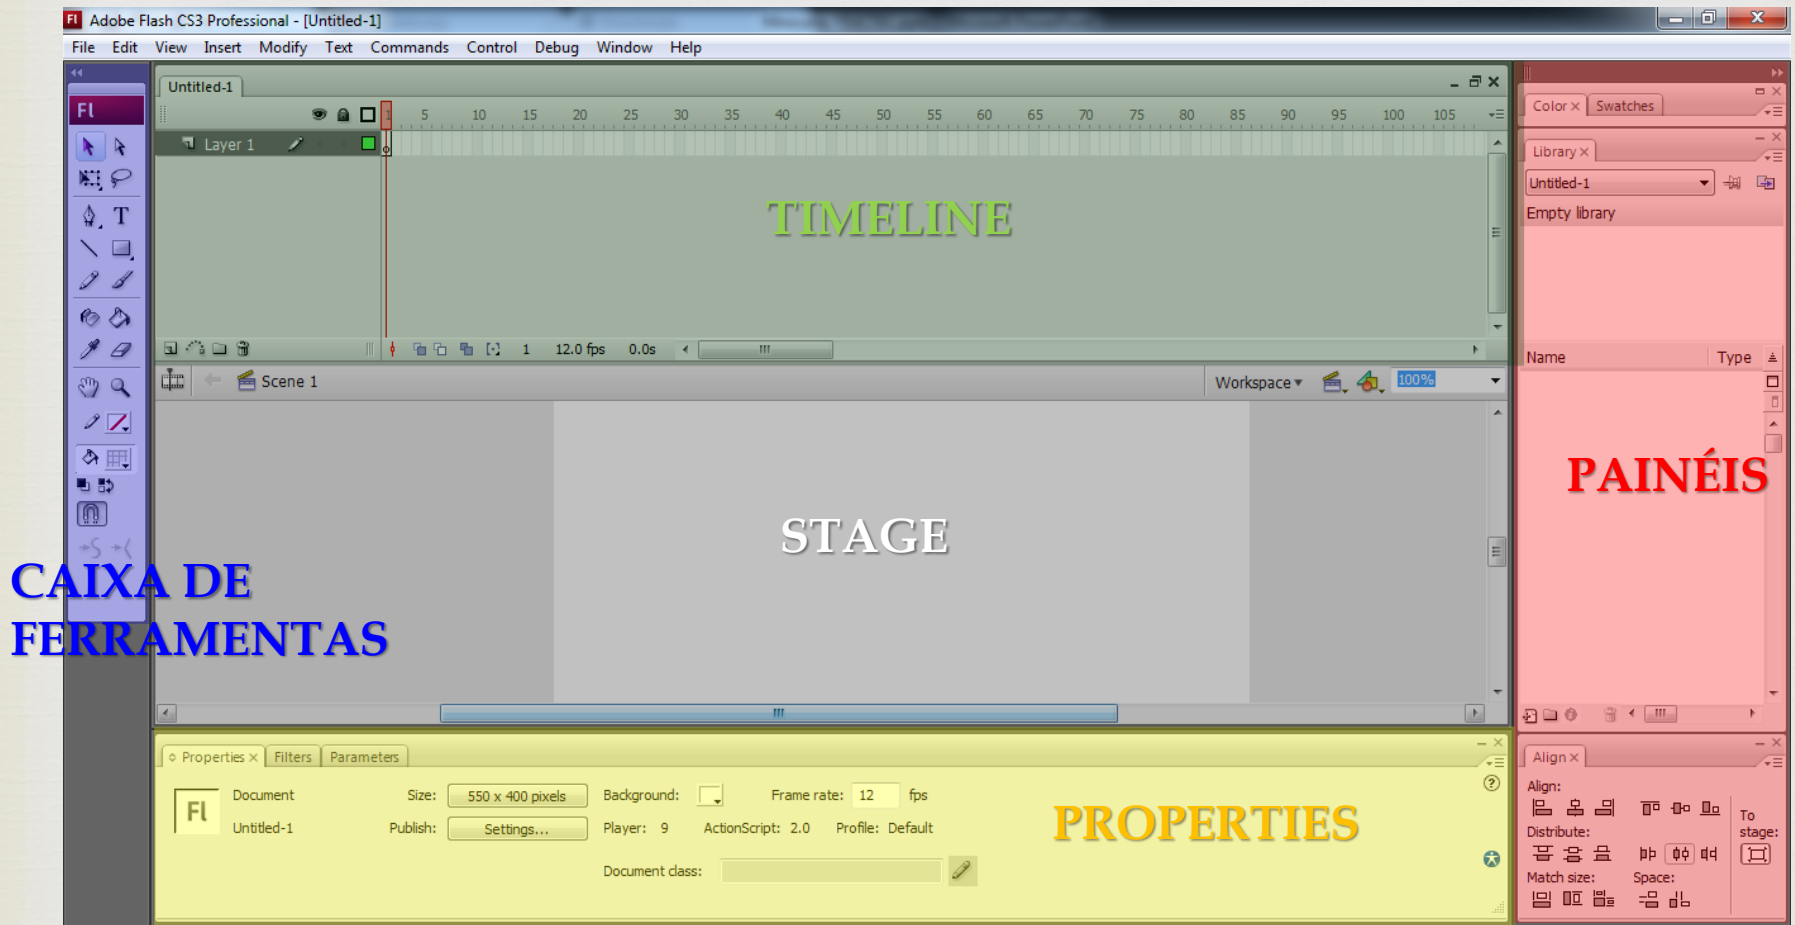 Adobe Flash CS3 Professional - [Untitled-1]
File Edit View Insert Modify Text Commands Control Debug Window Help
Fl
Untitled-1
1 5 10 15 20 25 30 35 40 45 50 55 60 65 70 75 80 85 90 95 100 105
Layer 1
TIMELINE
1 12.0 fps 0.0s
Scene 1
Workspace 100%
STAGE
CAIXA DE
FERRAMENTAS
Color Swatches
Library
Untitled-1
Empty library
Name Type
PAINÉIS
Properties Filters Parameters
Fl
Document Size: 550 x 400 pixels Background: Frame rate: 12 fps
Untitled-1 Publish: Settings... Player: 9 ActionScript: 2.0 Profile: Default
Document class:
PROPERTIES
Align
Align:
To
stage:
Distribute:
Match size: Space: